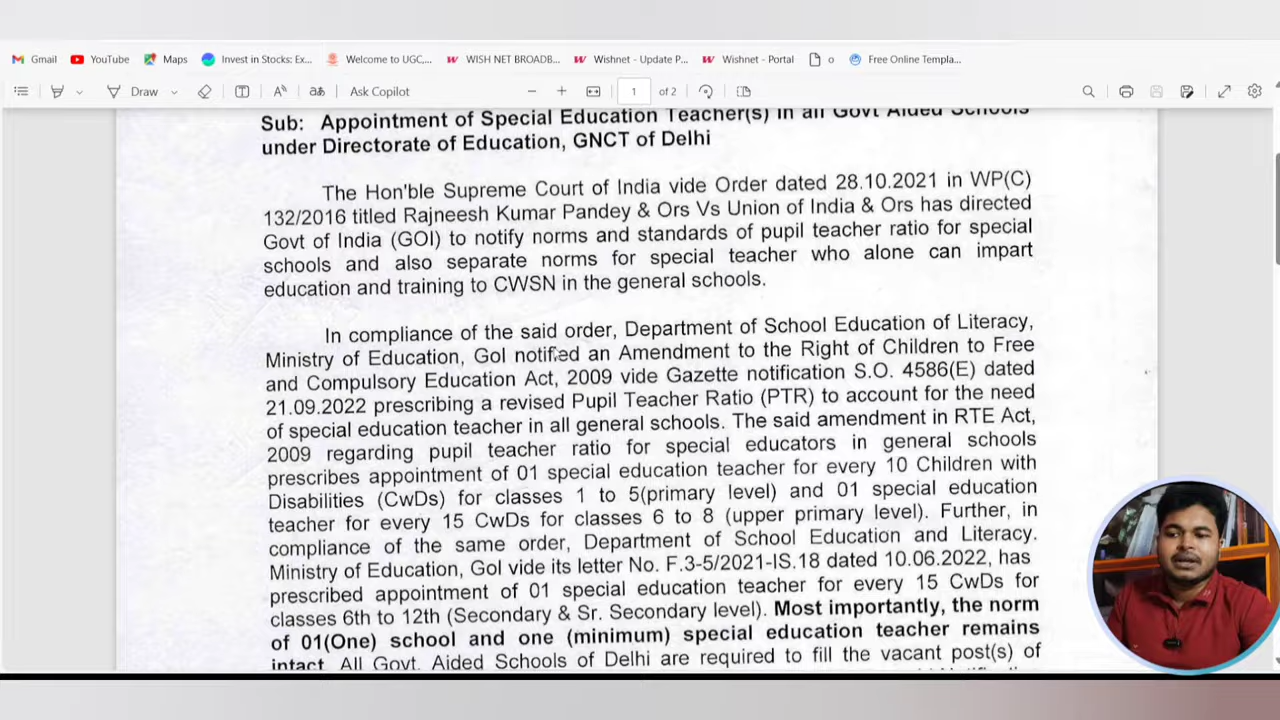 Gmail YouTube Maps Invest in Stocks: Ex... Welcome to UGC,... WISH NET BROADB... Wishnet - Update P... Wishnet - Portal o Free Online Templa...
Draw Ask Copilot 1 of 2
Sub: Appointment of Special Education Teacher(s) in all Govt Aided Schools
under Directorate of Education, GNCT of Delhi
The Hon'ble Supreme Court of India vide Order dated 28.10.2021 in WP(C)
132/2016 titled Rajneesh Kumar Pandey & Ors Vs Union of India & Ors has directed
Govt of India (GOI) to notify norms and standards of pupil teacher ratio for special
schools and also separate norms for special teacher who alone can impart
education and training to CWSN in the general schools.
In compliance of the said order, Department of School Education of Literacy,
Ministry of Education, GoI notified an Amendment to the Right of Children to Free
and Compulsory Education Act, 2009 vide Gazette notification S.O. 4586(E) dated
21.09.2022 prescribing a revised Pupil Teacher Ratio (PTR) to account for the need
of special education teacher in all general schools. The said amendment in RTE Act,
2009 regarding pupil teacher ratio for special educators in general schools
prescribes appointment of 01 special education teacher for every 10 Children with
Disabilities (CwDs) for classes 1 to 5(primary level) and 01 special education
teacher for every 15 CwDs for classes 6 to 8 (upper primary level). Further, in
compliance of the same order, Department of School Education and Literacy.
Ministry of Education, GoI vide its letter No. F.3-5/2021-IS.18 dated 10.06.2022, has
prescribed appointment of 01 special education teacher for every 15 CwDs for
classes 6th to 12th (Secondary & Sr. Secondary level). Most importantly, the norm
of 01(One) school and one (minimum) special education teacher remains
intact. All Govt. Aided Schools of Delhi are required to fill the vacant post(s) of